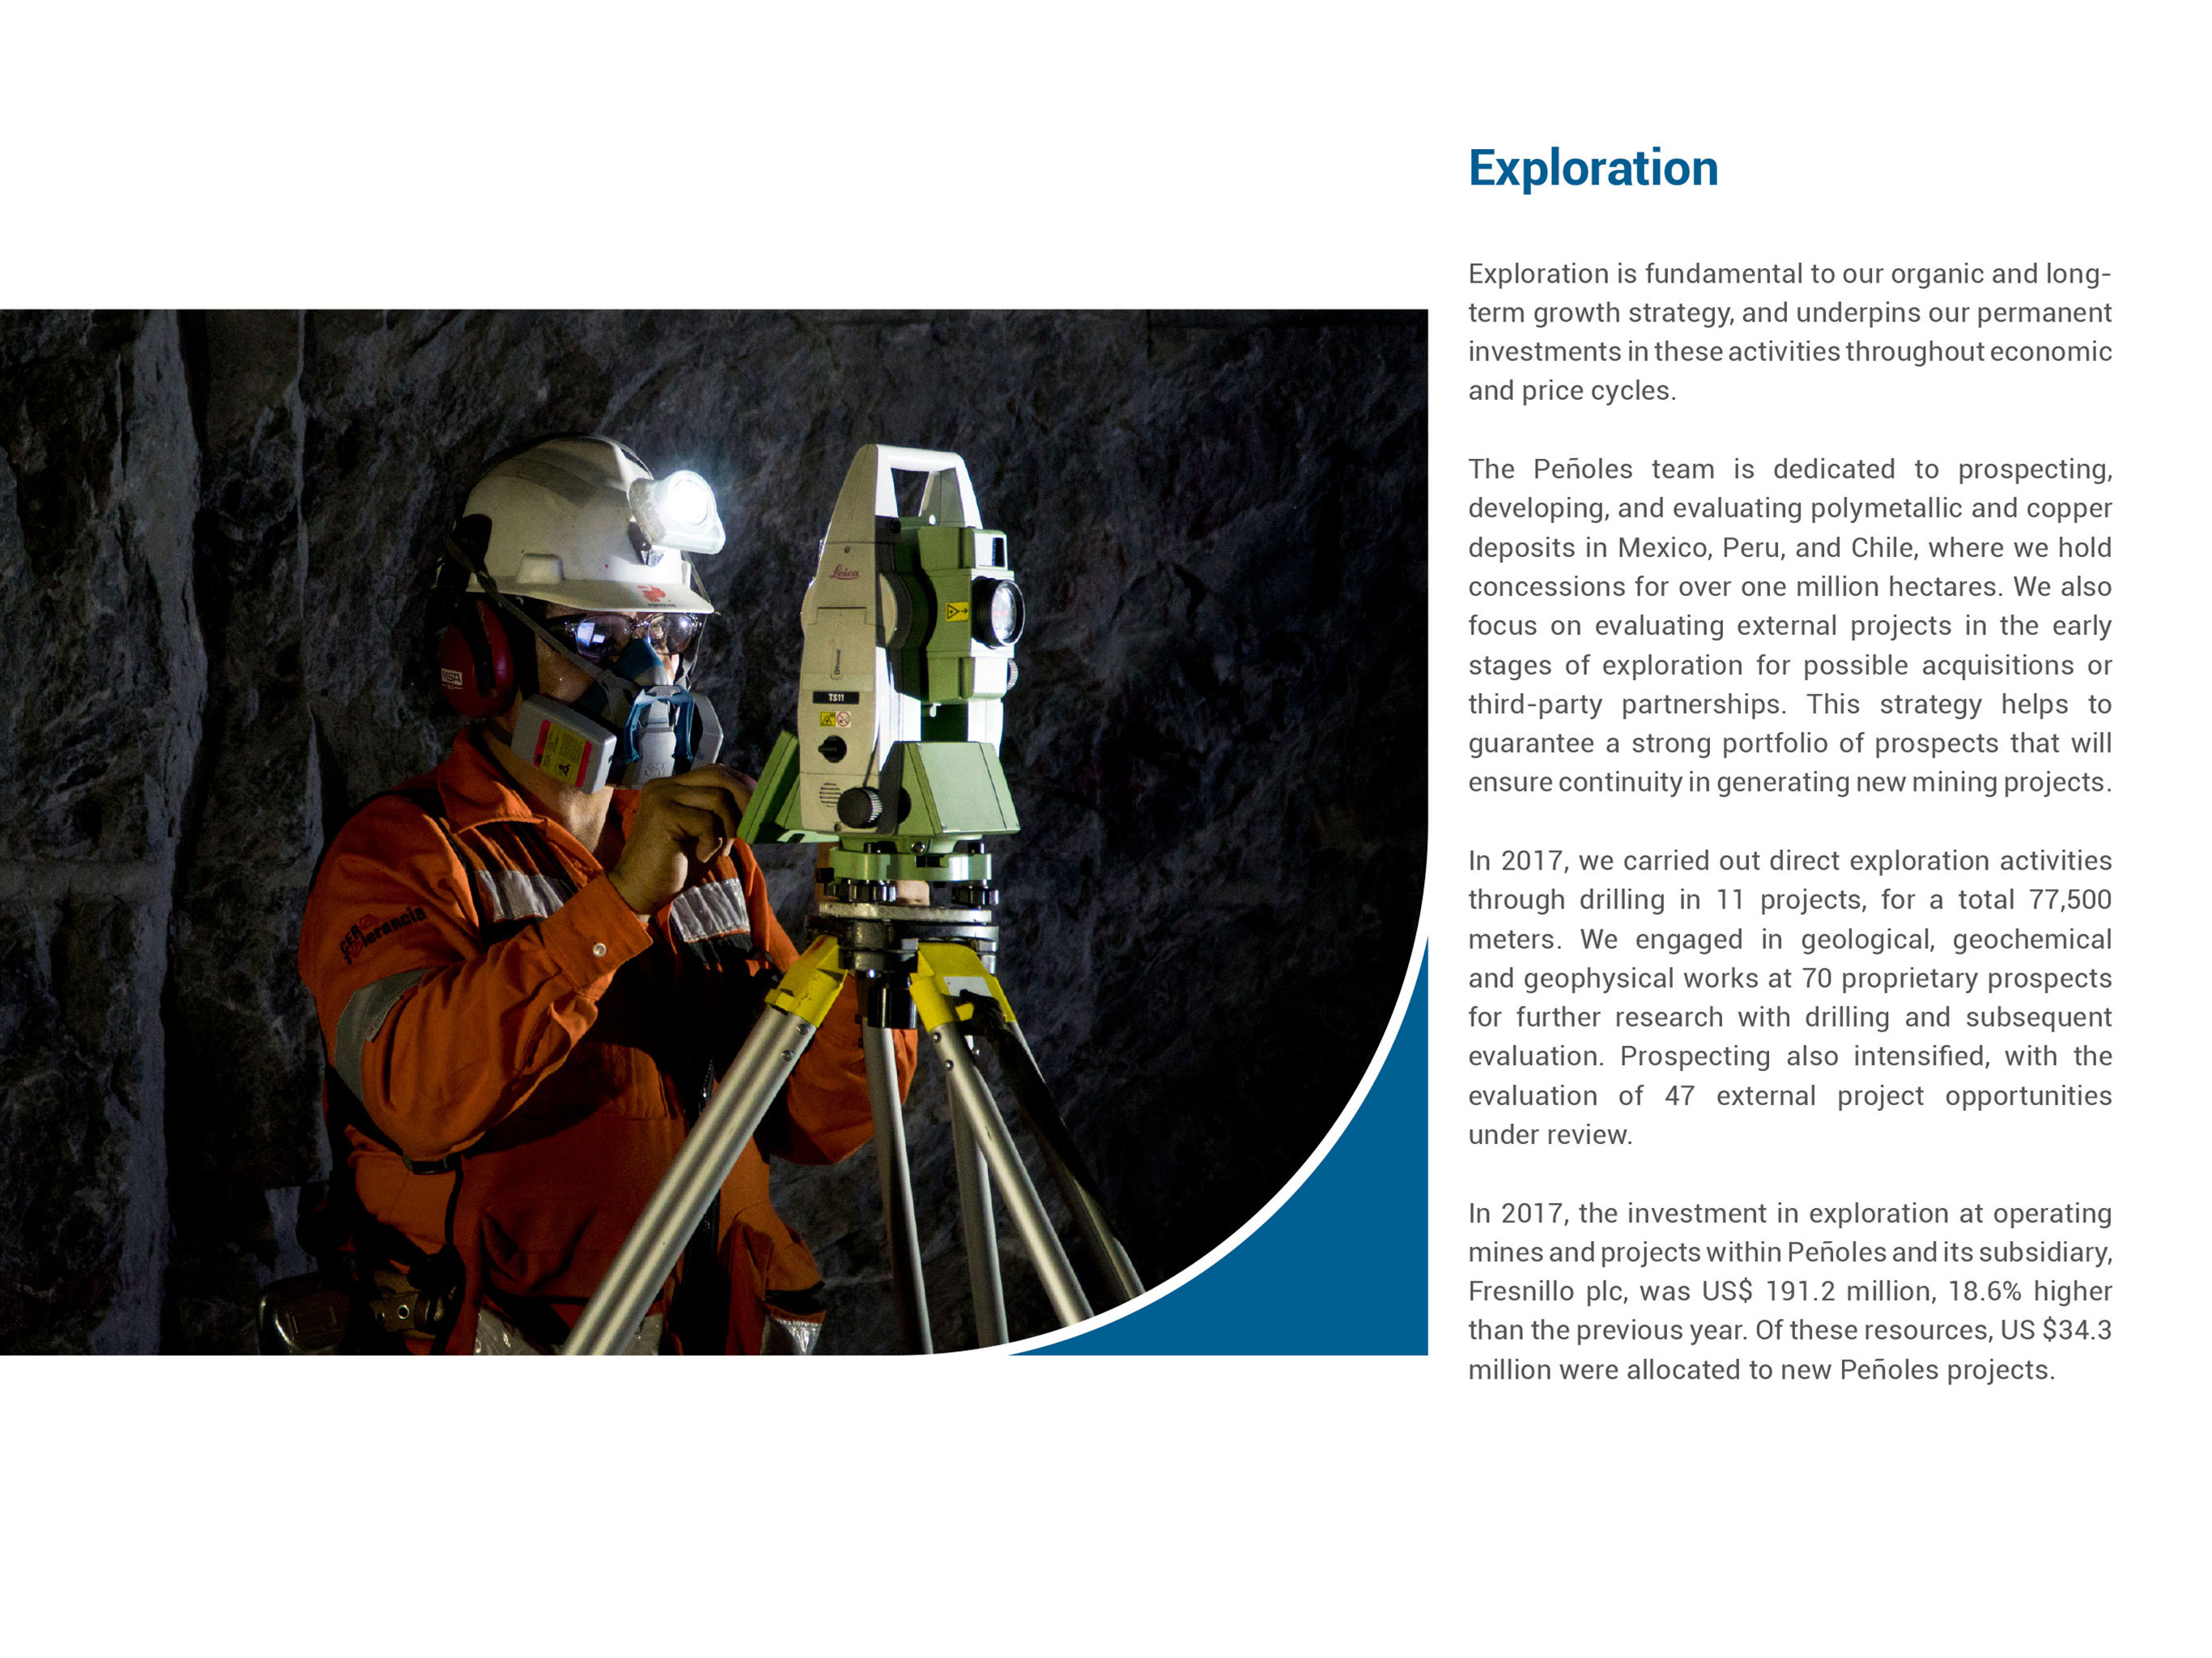 Exploration
Exploration is fundamental to our organic and long-
term growth strategy, and underpins our permanent
investments in these activities throughout economic
and price cycles.
The Peñoles team is dedicated to prospecting,
developing, and evaluating polymetallic and copper
deposits in Mexico, Peru, and Chile, where we hold
concessions for over one million hectares. We also
focus on evaluating external projects in the early
stages of exploration for possible acquisitions or
third-party partnerships. This strategy helps to
guarantee a strong portfolio of prospects that will
ensure continuity in generating new mining projects.
In 2017, we carried out direct exploration activities
through drilling in 11 projects, for a total 77,500
meters. We engaged in geological, geochemical
and geophysical works at 70 proprietary prospects
for further research with drilling and subsequent
evaluation. Prospecting also intensified, with the
evaluation of 47 external project opportunities
under review.
In 2017, the investment in exploration at operating
mines and projects within Peñoles and its subsidiary,
Fresnillo plc, was US$ 191.2 million, 18.6% higher
than the previous year. Of these resources, US $34.3
million were allocated to new Peñoles projects.
Leica
TS11
MSA